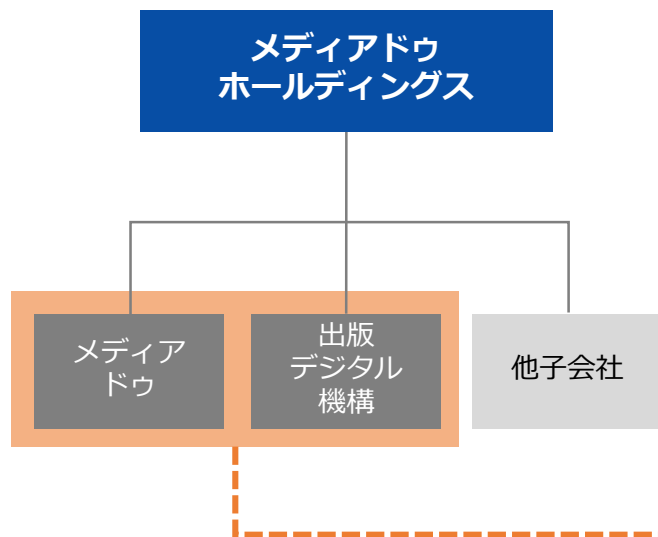 メディアドゥ
ホールディングス
メディア
ドゥ
出版
デジタル
機構
他子会社